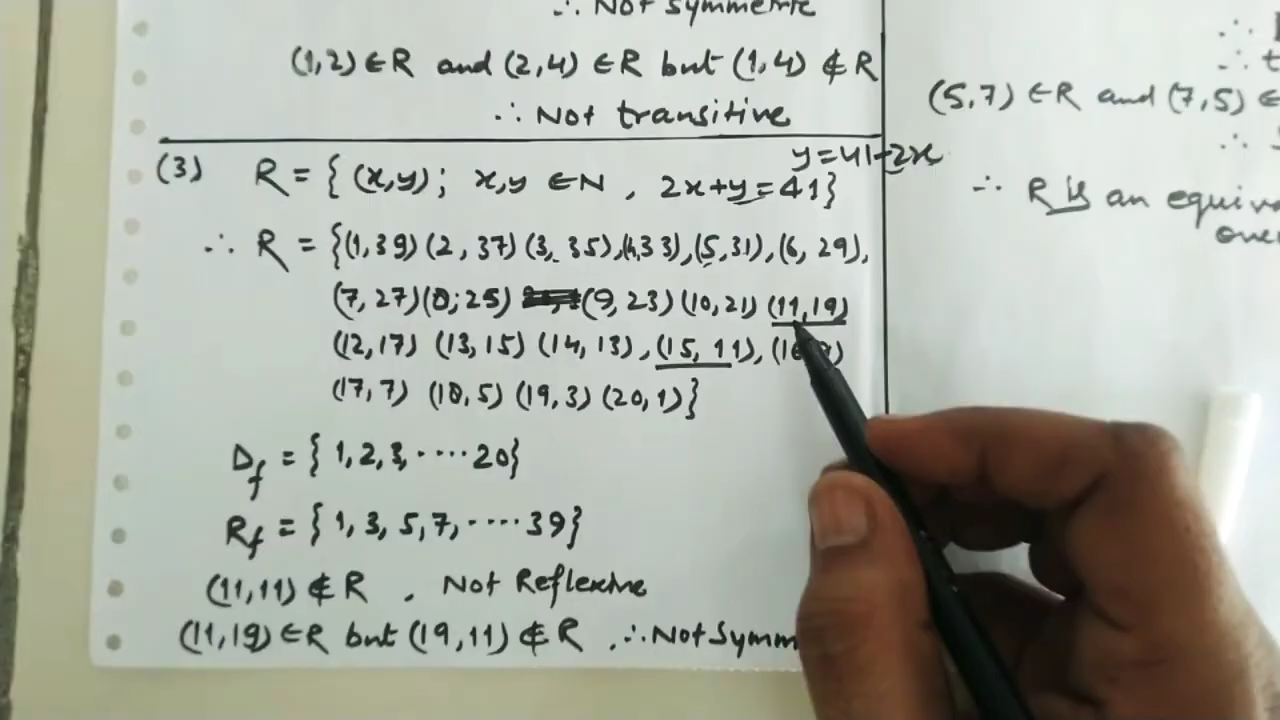 ∴ Not Symmetric
(1,2) ∈ R and (2,4) ∈ R but (1,4) ∉ R
∴ Not transitive
y=41-2x
(3) R = { (x,y); x,y ∈ N , 2x+y=41}
∴ R = {(1,39) (2, 37) (3, 35),(4,33),(5,31),(6, 29),
(7, 27)(8,25) (9, 23) (10, 21) (11,19)
(12,17) (13,15) (14, 13), (15, 11),
(17, 7) (18, 5) (19, 3) (20, 1)}
Df = { 1, 2, 3, .... 20}
Rf = { 1, 3, 5, 7, .... 39}
(11,11) ∉ R . Not Reflexive
(11,19) ∈ R but (19,11) ∉ R . ∴ Not Symm
∴
∴ t
(5,7) ∈ R and (7,5) ∈
∴
∴ R is an equiva
over